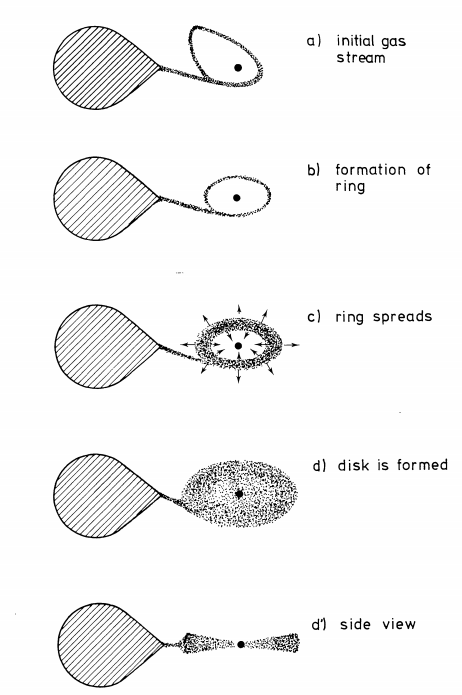 a) initial gas
stream
b) formation of
ring
c) ring spreads
d) disk is formed
d') side view